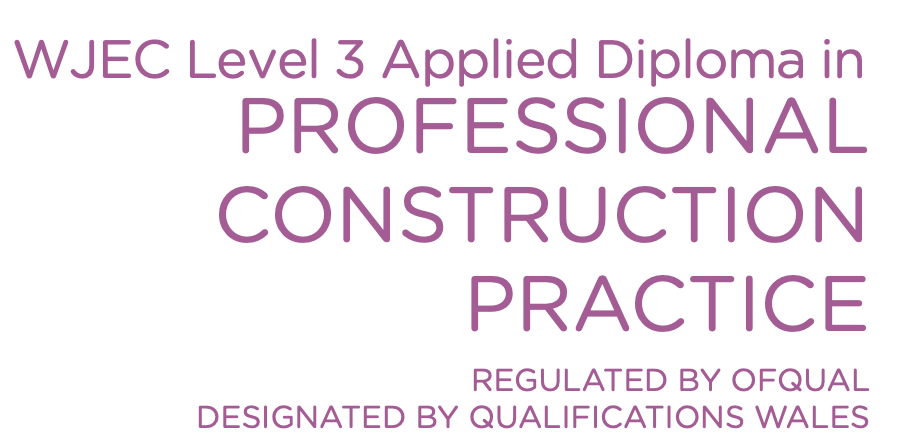 WJEC Level 3 Applied Diploma in
PROFESSIONAL
CONSTRUCTION
PRACTICE
REGULATED BY OFQUAL
DESIGNATED BY QUALIFICATIONS WALES